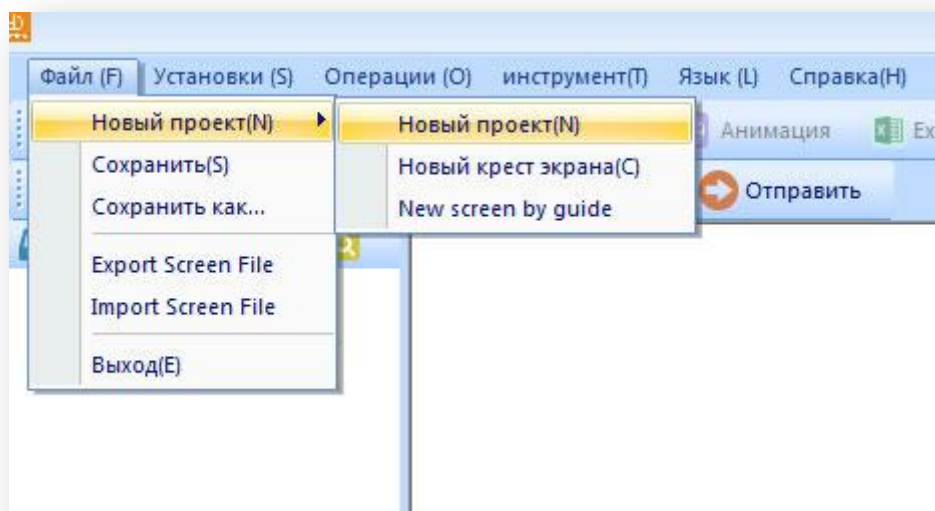 Файл (F) Установки (S) Операции (O) инструмент(T) Язык (L) Справка(H)
Новый проект(N) Новый проект(N) Анимация
Сохранить(S) Новый крест экрана(C)
Отправить
Сохранить как... New screen by guide
Export Screen File
Import Screen File
Выход(E)